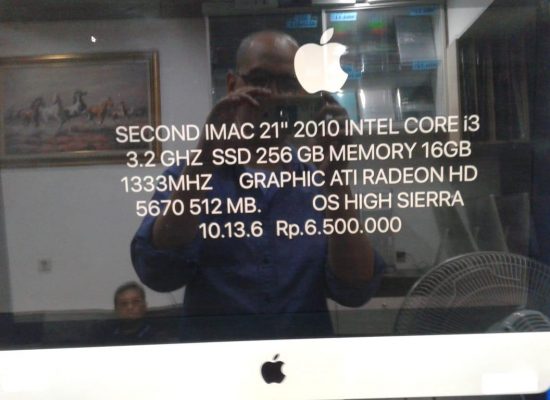 SECOND IMAC 21" 2010 INTEL CORE i3
3.2 GHZ SSD 256 GB MEMORY 16GB
1333MHZ GRAPHIC ATI RADEON HD
5670 512 MB. OS HIGH SIERRA
10.13.6 Rp.6.500.000